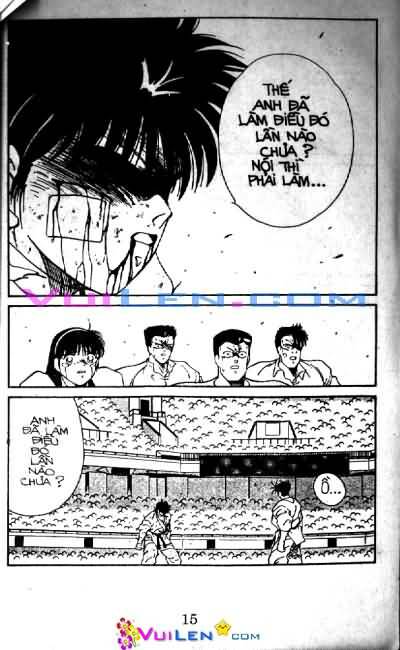 THẾ
ANH ĐÃ
LÀM ĐIỀU ĐÓ
LẦN NÀO
CHƯA ?
NÓI THÌ
PHẢI LÀM...
VUILEN.COM
ANH
ĐÃ LÀM
ĐIỀU
ĐÓ
LẦN
NÀO
CHƯA ?
Ồ...
15
VUILEN
.COM